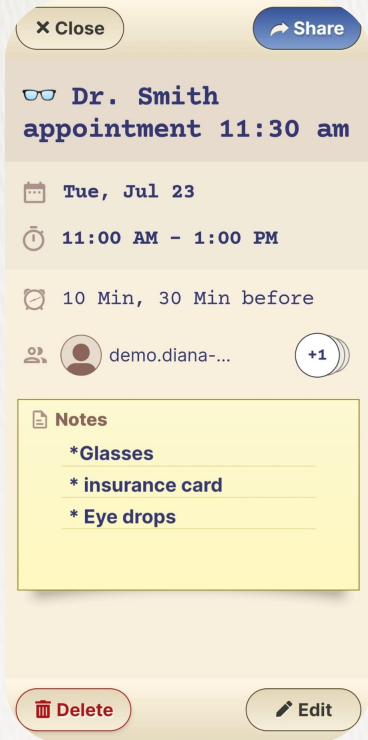 × Close
Share
Dr. Smith
appointment 11:30 am
Tue, Jul 23
11:00 AM – 1:00 PM
10 Min, 30 Min before
demo.diana-...
+1
Notes
*Glasses
* insurance card
* Eye drops
Delete
Edit